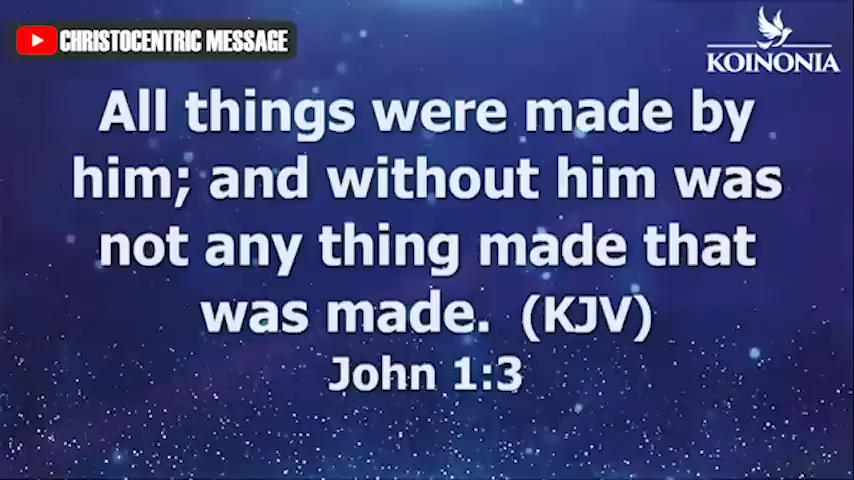 CHRISTOCENTRIC MESSAGE
KOINONIA
All things were made by
him; and without him was
not any thing made that
was made. (KJV)
John 1:3